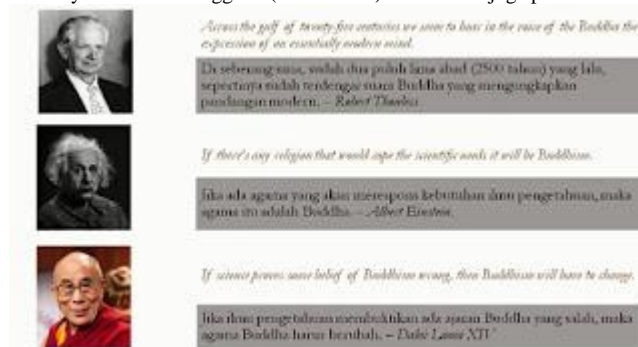 Across the gulf of twenty-five centuries we seem to hear in the voice of the Buddha the
expression of an essentially modern mind.
Di seberang sana, sudah dua puluh lima abad (2500 tahun) yang lalu,
sepertinya sudah terdengar suara Buddha yang mengungkapkan
pandangan modern. – Robert
If there's any religion that would cope the scientific needs it will be Buddhism.
Jika ada agama yang akan merespons kebutuhan ilmu pengetahuan, maka
agama itu adalah Buddha. – Albert Einstein
If science proves some belief of Buddhism wrong, then Buddhism will have to change.
Jika ilmu pengetahuan membuktikan ada ajaran Buddha yang salah, maka
agama Buddha harus berubah. – Dalai Lama XIV